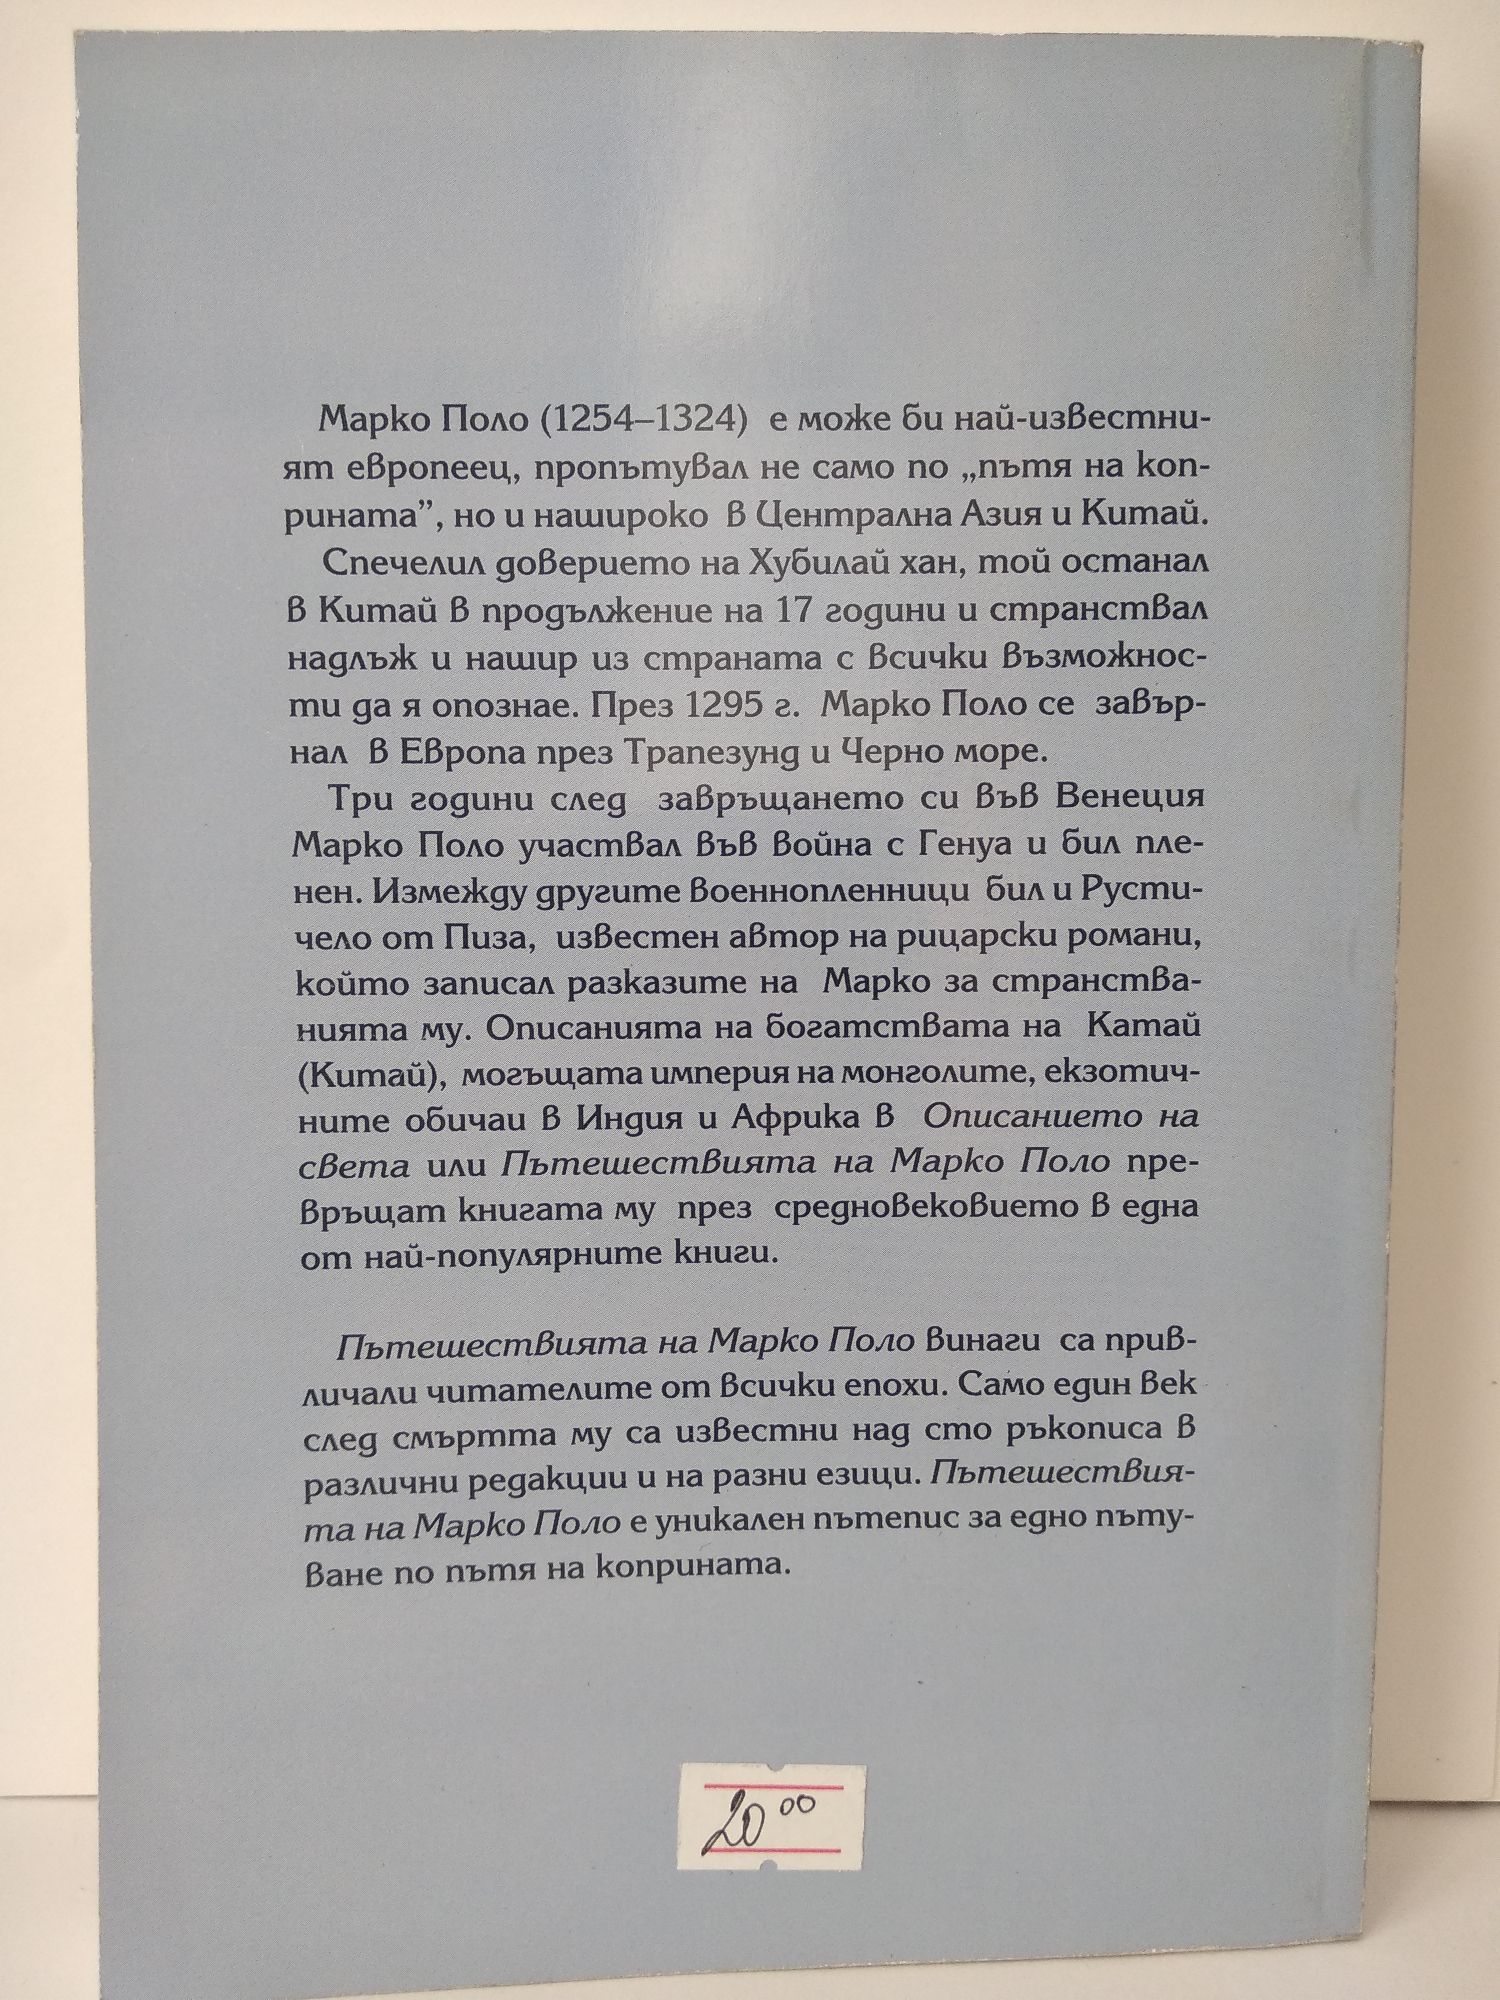 Марко Поло (1254–1324) е може би най-известни-
ят европеец, пропътувал не само по „пътя на коп-
рината”, но и нашироко в Централна Азия и Китай.
Спечелил доверието на Хубилай хан, той останал
в Китай в продължение на 17 години и странствал
надлъж и нашир из страната с всички възможнос-
ти да я опознае. През 1295 г. Марко Поло се завър-
нал в Европа през Трапезунд и Черно море.
Три години след завръщането си във Венеция
Марко Поло участвал във война с Генуа и бил пле-
нен. Измежду другите военнопленници бил и Русти-
чело от Пиза, известен автор на рицарски романи,
който записал разказите на Марко за странства-
нията му. Описанията на богатствата на Катай
(Китай), могъщата империя на монголите, екзотич-
ните обичаи в Индия и Африка в Описанието на
света или Пътешествията на Марко Поло пре-
връщат книгата му през средновековието в една
от най-популярните книги.
Пътешествията на Марко Поло винаги са прив-
личали читателите от всички епохи. Само един век
след смъртта му са известни над сто ръкописа в
различни редакции и на разни езици. Пътешествия-
та на Марко Поло е уникален пътепис за едно пъту-
ване по пътя на коприната.
20 00